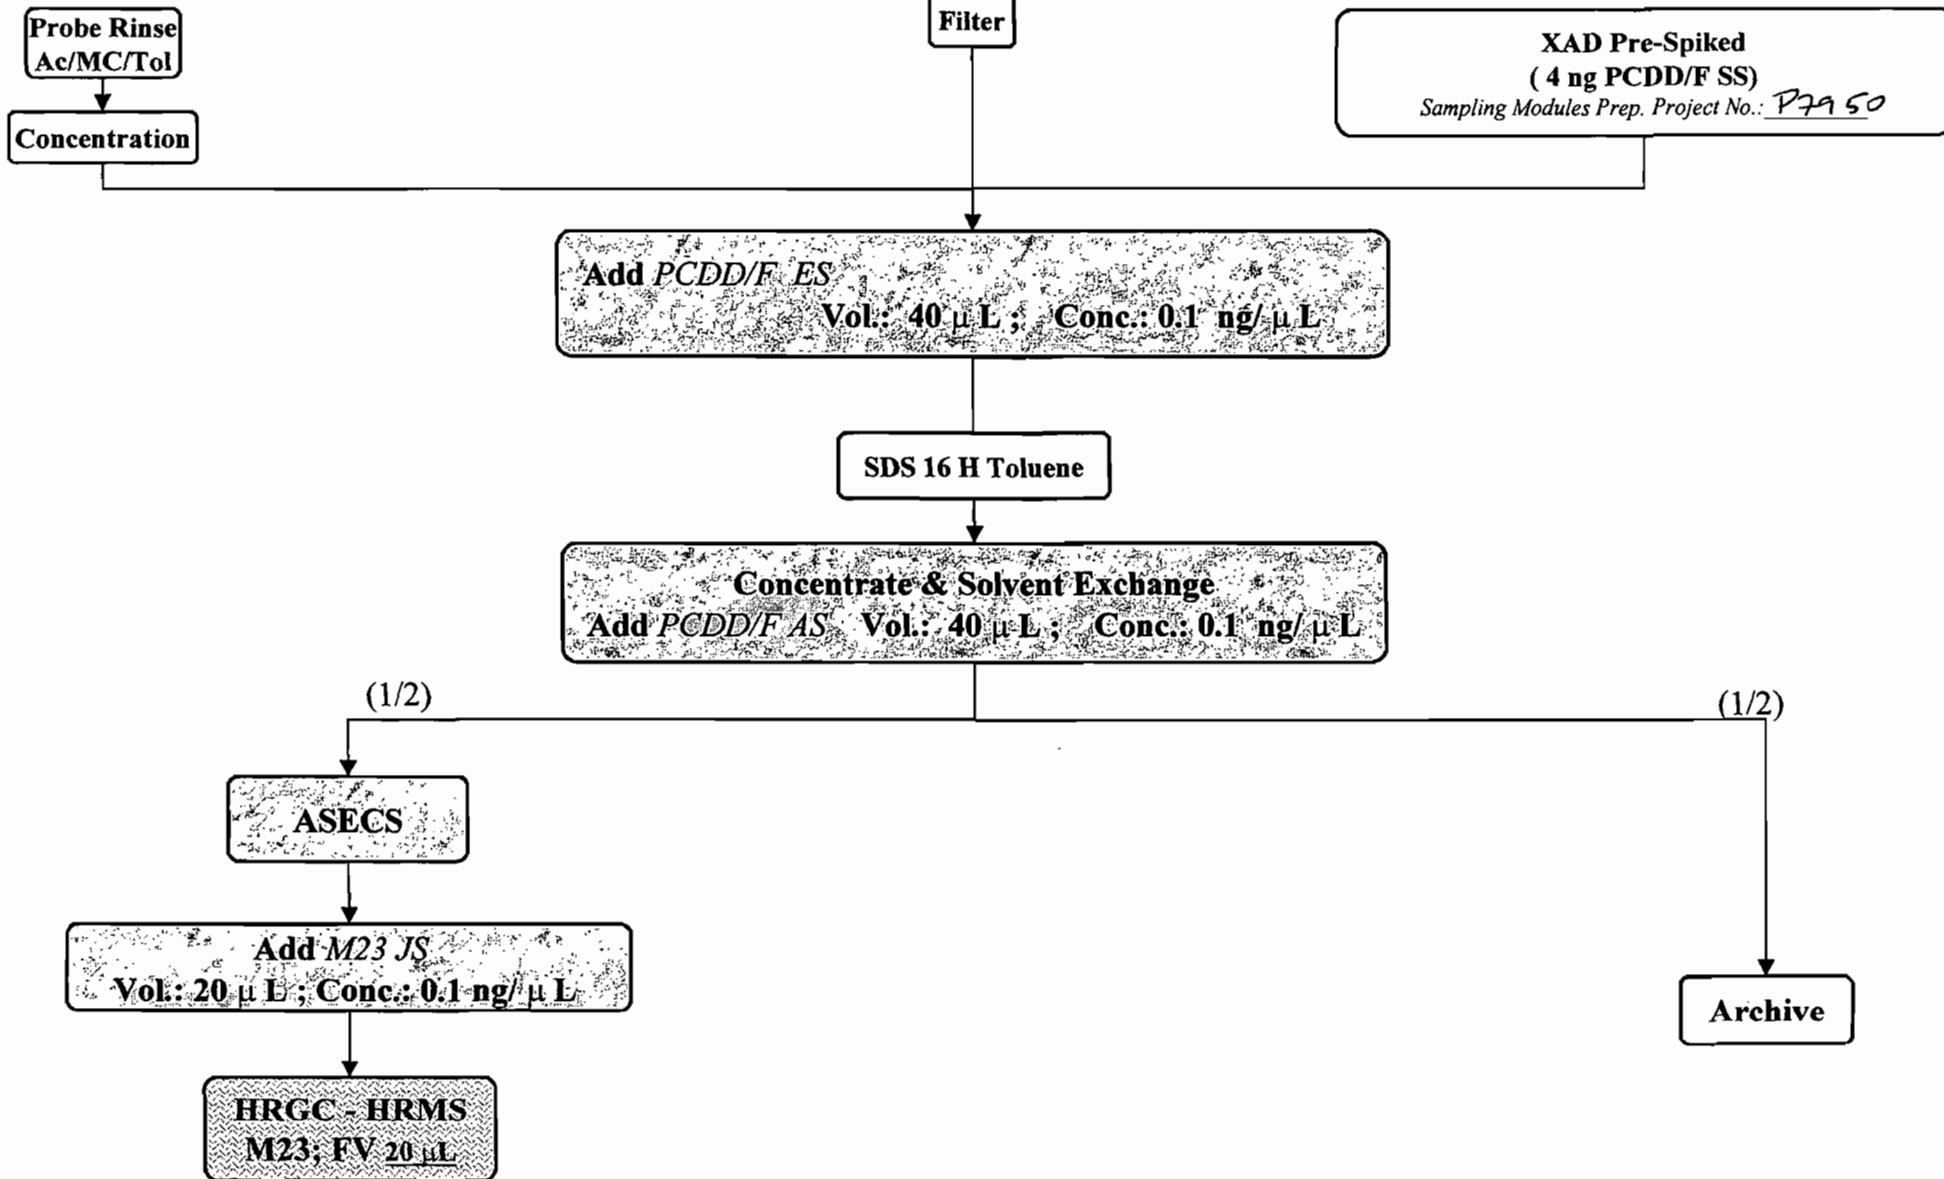 Probe Rinse
Ac/MC/Tol
Concentration
Filter
XAD Pre-Spiked
( 4 ng PCDD/F SS)
Sampling Modules Prep. Project No.: P7950
Add PCDD/F ES
Vol.: 40 µ L ; Conc.: 0.1 ng/ µ L
SDS 16 H Toluene
Concentrate & Solvent Exchange
Add PCDD/F AS Vol.: 40 µ L ; Conc.: 0.1 ng/ µ L
(1/2)
(1/2)
ASECS
Add M23 JS
Vol.: 20 µ L ; Conc.: 0.1 ng/ µ L
Archive
HRGC - HRMS
M23; FV 20 µL